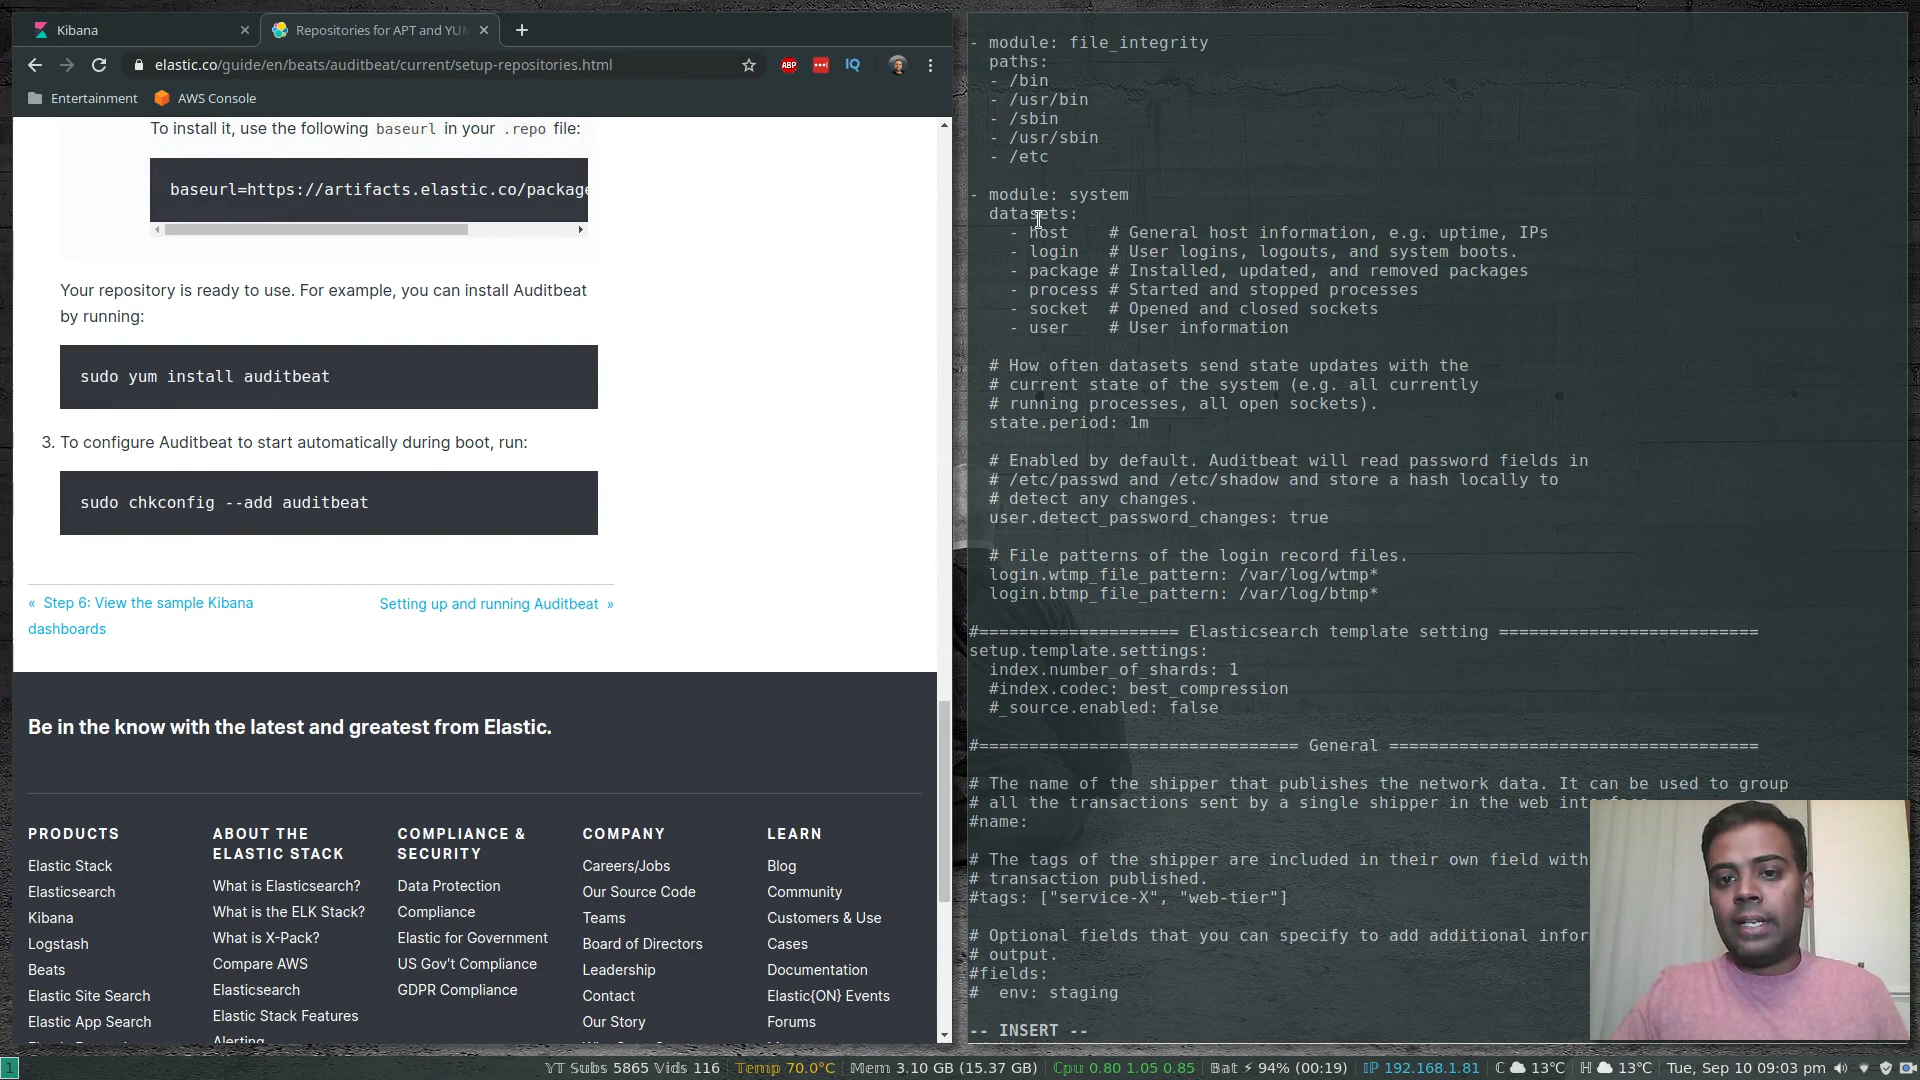 Kibana
Repositories for APT and YUM
elastic.co/guide/en/beats/auditbeat/current/setup-repositories.html
ABP
IQ
Entertainment
AWS Console
To install it, use the following baseurl in your .repo file:
baseurl=https://artifacts.elastic.co/package
Your repository is ready to use. For example, you can install Auditbeat
by running:
sudo yum install auditbeat
3. To configure Auditbeat to start automatically during boot, run:
sudo chkconfig --add auditbeat
« Step 6: View the sample Kibana
dashboards
Setting up and running Auditbeat »
Be in the know with the latest and greatest from Elastic.
PRODUCTS
Elastic Stack
Elasticsearch
Kibana
Logstash
Beats
Elastic Site Search
Elastic App Search
ABOUT THE
ELASTIC STACK
What is Elasticsearch?
What is the ELK Stack?
What is X-Pack?
Compare AWS
Elasticsearch
Elastic Stack Features
Alerting
COMPLIANCE &
SECURITY
Data Protection
Compliance
Elastic for Government
US Gov't Compliance
GDPR Compliance
COMPANY
Careers/Jobs
Our Source Code
Teams
Board of Directors
Leadership
Contact
Our Story
LEARN
Blog
Community
Customers & Use
Cases
Documentation
Elastic{ON} Events
Forums
- module: file_integrity
paths:
- /bin
- /usr/bin
- /sbin
- /usr/sbin
- /etc
- module: system
datasets:
- host # General host information, e.g. uptime, IPs
- login # User logins, logouts, and system boots.
- package # Installed, updated, and removed packages
- process # Started and stopped processes
- socket # Opened and closed sockets
- user # User information
# How often datasets send state updates with the
# current state of the system (e.g. all currently
# running processes, all open sockets).
state.period: 1m
# Enabled by default. Auditbeat will read password fields in
# /etc/passwd and /etc/shadow and store a hash locally to
# detect any changes.
user.detect_password_changes: true
# File patterns of the login record files.
login.wtmp_file_pattern: /var/log/wtmp*
login.btmp_file_pattern: /var/log/btmp*
#==================== Elasticsearch template setting ==========================
setup.template.settings:
index.number_of_shards: 1
#index.codec: best_compression
#_source.enabled: false
#================================ General =====================================
# The name of the shipper that publishes the network data. It can be used to group
# all the transactions sent by a single shipper in the web interface.
#name:
# The tags of the shipper are included in their own field with
# transaction published.
#tags: ["service-X", "web-tier"]
# Optional fields that you can specify to add additional infor
# output.
#fields:
# env: staging
-- INSERT --
1
YT Subs 5865 Vids 116 Temp 70.0°C Mem 3.10 GB (15.37 GB) Cpu 0.80 1.05 0.85 Bat ⚡ 94% (00:19) IP 192.168.1.81 C 13°C H 13°C Tue, Sep 10 09:03 pm